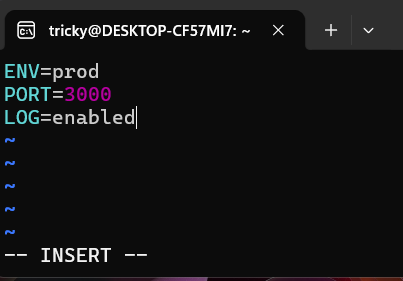 tricky@DESKTOP-CF57MI7: ~
ENV=prod
PORT=3000
LOG=enabled
~
~
~
~
~
-- INSERT --